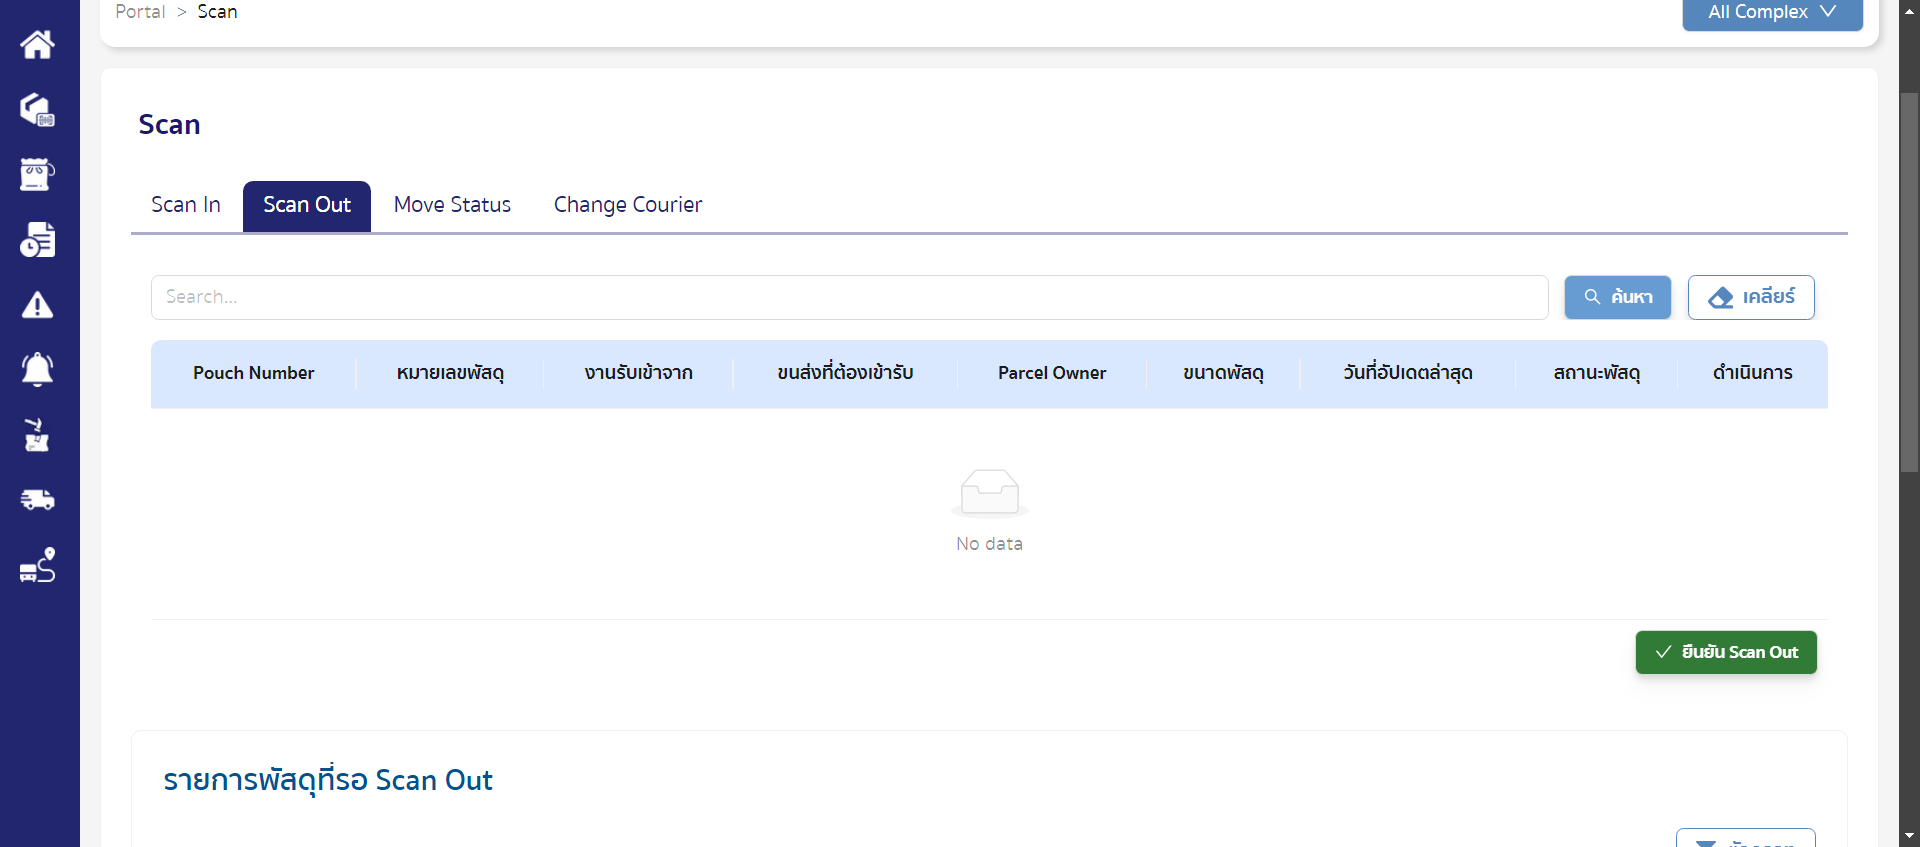 Portal > Scan
All Complex
Scan
Scan In Scan Out Move Status Change Courier
Search... ค้นหา เคลียร์
Pouch Number หมายเลขพัสดุ งานรับเข้าจาก ขนส่งที่ต้องเข้ารับ Parcel Owner ขนาดพัสดุ วันที่อัปเดตล่าสุด สถานะพัสดุ ดำเนินการ
No data
ยืนยัน Scan Out
รายการพัสดุที่รอ Scan Out